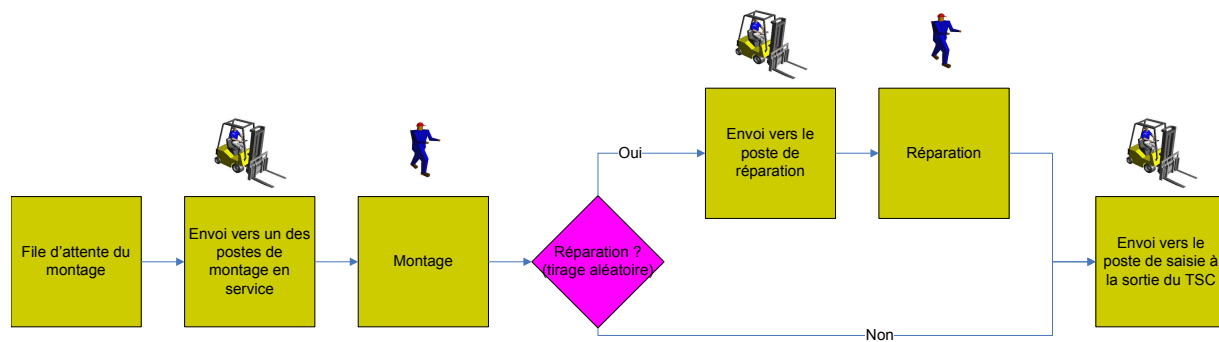 File d'attente du
montage
Envoi vers un des
postes de
montage en
service
Montage
Réparation ?
(tirage aléatoire)
Oui
Envoi vers le
poste de
réparation
Réparation
Non
Envoi vers le
poste de saisie à
la sortie du TSC